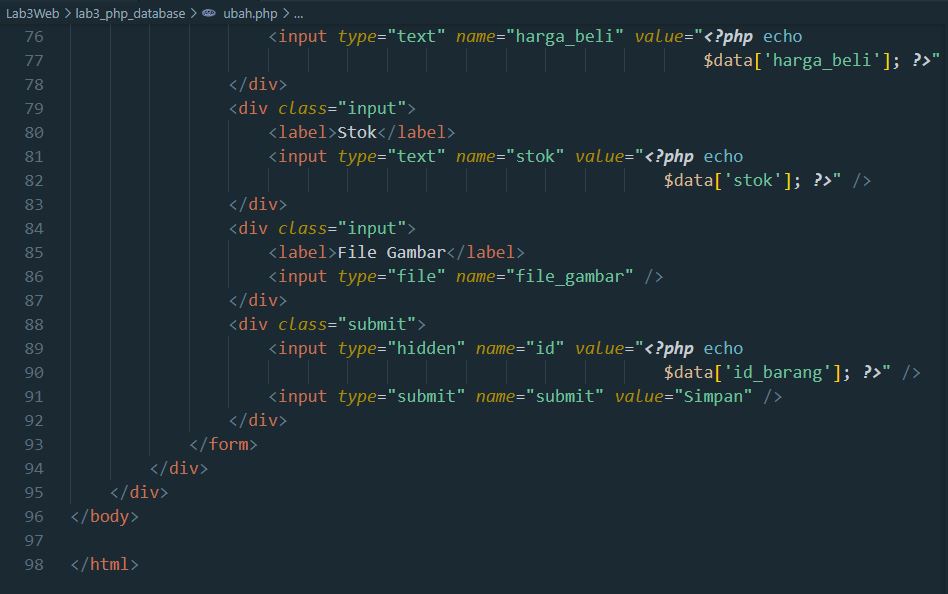 Lab3Web > lab3_php_database > ubah.php > ...
76 <input type="text" name="harga_beli" value="<?php echo
77 $data['harga_beli']; ?>"
78 </div>
79 <div class="input">
80 <label>Stok</label>
81 <input type="text" name="stok" value="<?php echo
82 $data['stok']; ?>" />
83 </div>
84 <div class="input">
85 <label>File Gambar</label>
86 <input type="file" name="file_gambar" />
87 </div>
88 <div class="submit">
89 <input type="hidden" name="id" value="<?php echo
90 $data['id_barang']; ?>" />
91 <input type="submit" name="submit" value="Simpan" />
92 </div>
93 </form>
94 </div>
95 </div>
96 </body>
97
98 </html>